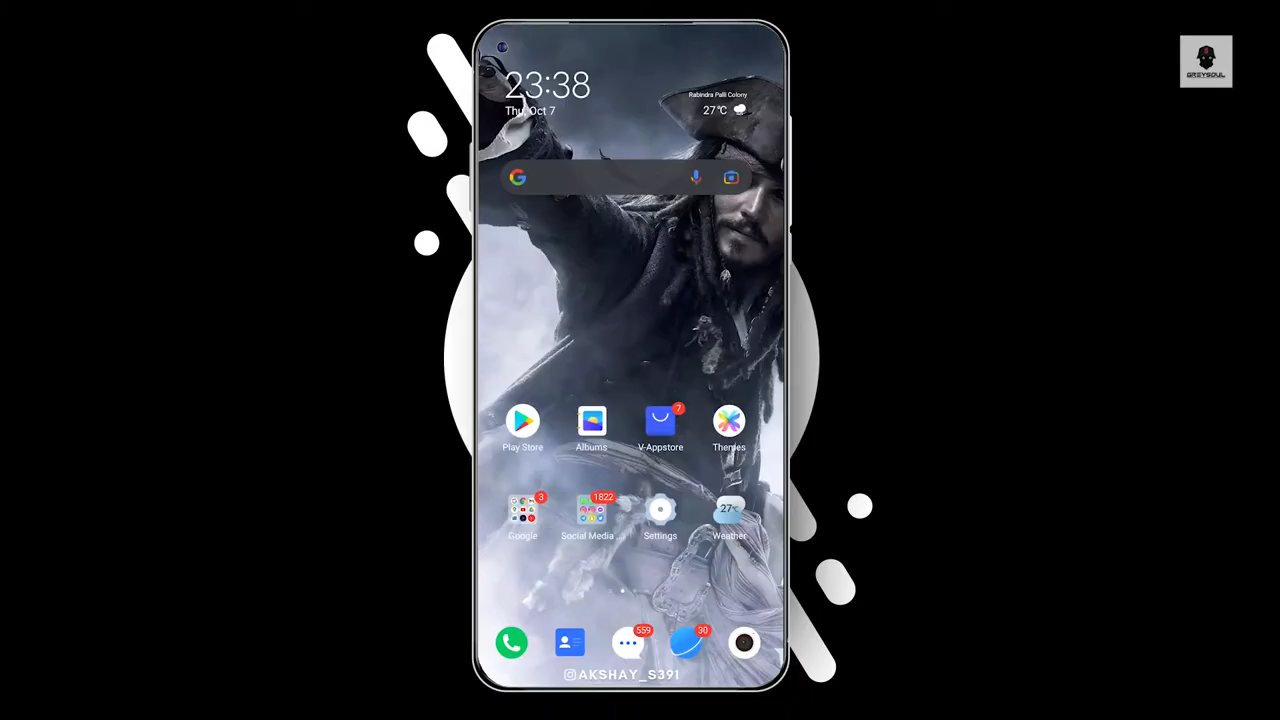 GREYSOUL
23:38
Thu, Oct 7
Rabindra Palli Colony
27°C
Play Store
Albums
7
V-Appstore
Themes
3
Google
1822
Social Media ...
Settings
27°C
Weather
559
30
@AKSHAY_S391